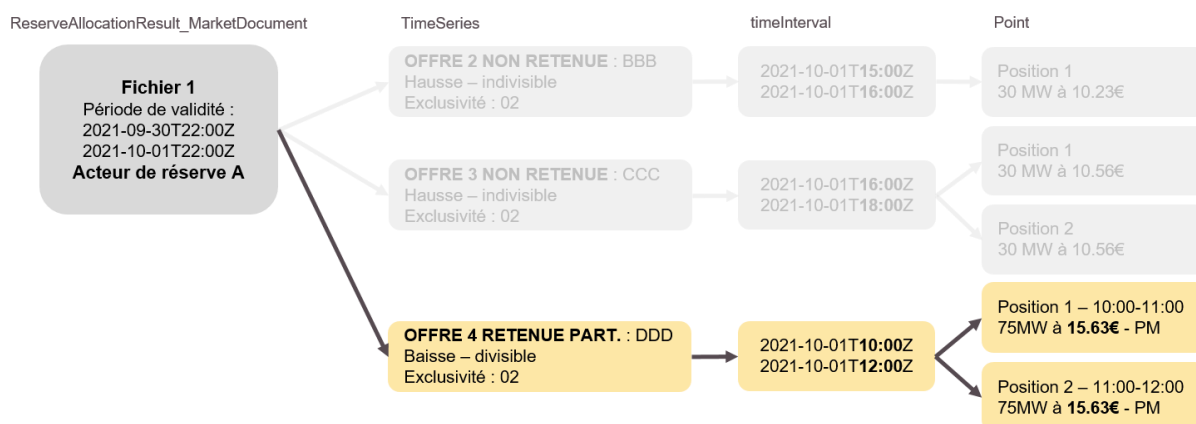 ReserveAllocationResult_MarketDocument
TimeSeries
timeInterval
Point
Fichier 1
Période de validité :
2021-09-30T22:00Z
2021-10-01T22:00Z
Acteur de réserve A
OFFRE 2 NON RETENUE : BBB
Hausse – indivisible
Exclusivité : 02
2021-10-01T15:00Z
2021-10-01T16:00Z
Position 1
30 MW à 10.23€
OFFRE 3 NON RETENUE : CCC
Hausse – indivisible
Exclusivité : 02
2021-10-01T16:00Z
2021-10-01T18:00Z
Position 1
30 MW à 10.56€
Position 2
30 MW à 10.56€
OFFRE 4 RETENUE PART. : DDD
Baisse – divisible
Exclusivité : 02
2021-10-01T10:00Z
2021-10-01T12:00Z
Position 1 – 10:00-11:00
75MW à 15.63€ - PM
Position 2 – 11:00-12:00
75MW à 15.63€ - PM